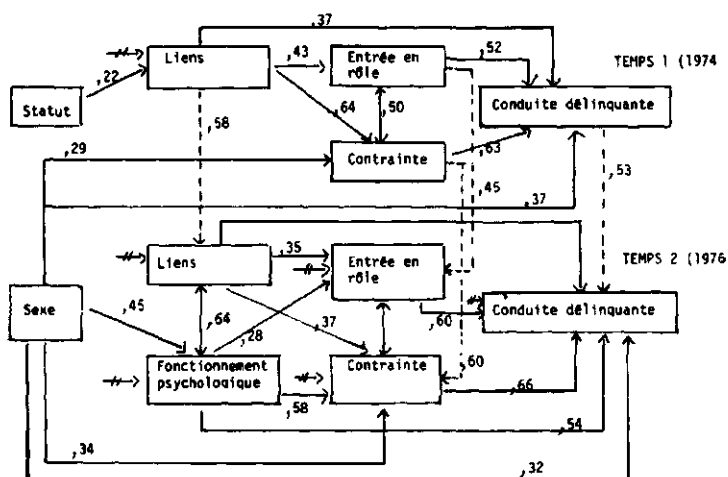 ,37
Liens
,43
Entrée en
rôle
,52
TEMPS 1 (1974
,22
Statut
,64
,50
Conduite délinquante
,58
,29
Contrainte
,63
,45
,53
,37
Liens
,35
Entrée en
rôle
TEMPS 2 (1976
Sexe
,45
,64
,28
,37
,60
Conduite délinquante
Fonctionnement
psychologique
Contrainte
,60
,58
,66
,54
,34
,32